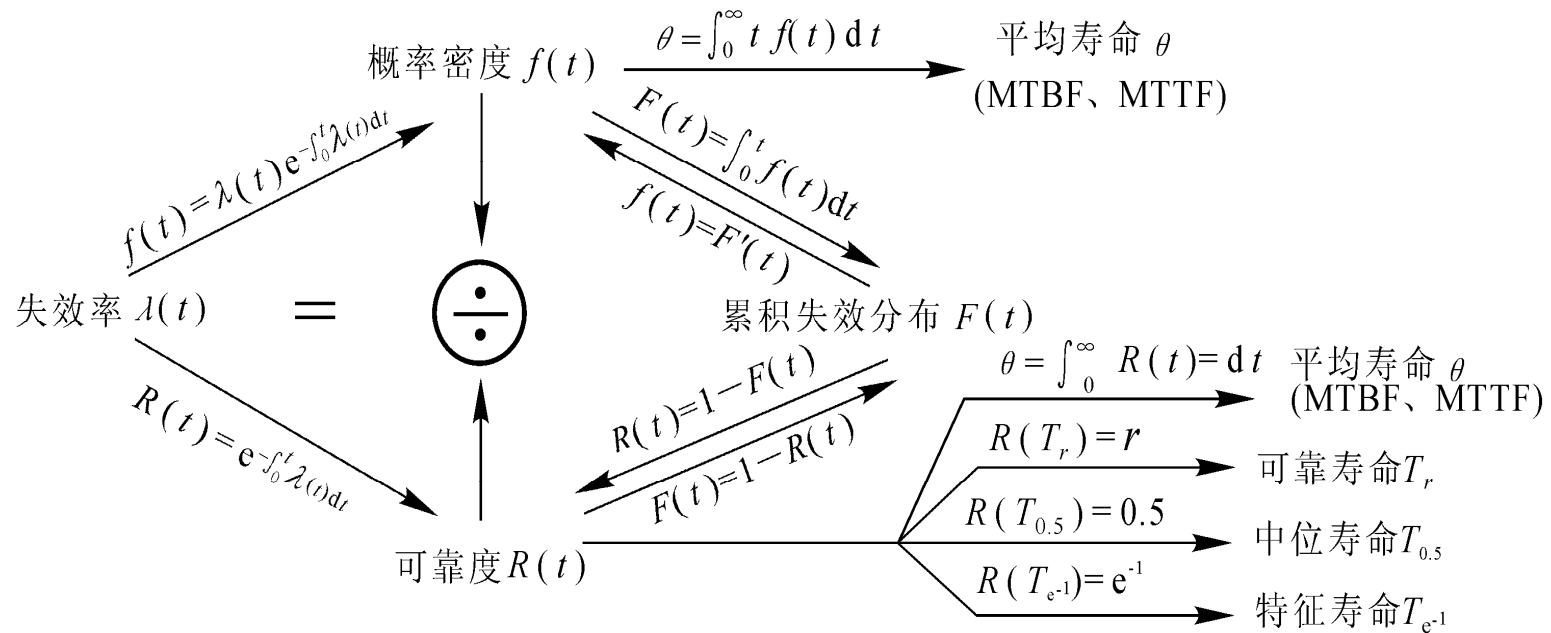 概率密度 f(t)
θ=∫₀^∞ t f(t) dt
平均寿命 θ
(MTBF、MTTF)
f(t)=λ(t)e^{-∫₀^t λ(t)dt}
F(t)=∫₀^t f(t)dt
f(t)=F'(t)
失效率 λ(t)
=
÷
累积失效分布 F(t)
R(t)=e^{-∫₀^t λ(t)dt}
R(t)=1-F(t)
F(t)=1-R(t)
可靠度R(t)
θ=∫₀^∞ R(t)=dt
平均寿命 θ
(MTBF、MTTF)
R(T_r)=r
可靠寿命T_r
R(T_{0.5})=0.5
中位寿命T_{0.5}
R(T_{e^{-1}})=e^{-1}
特征寿命T_{e^{-1}}